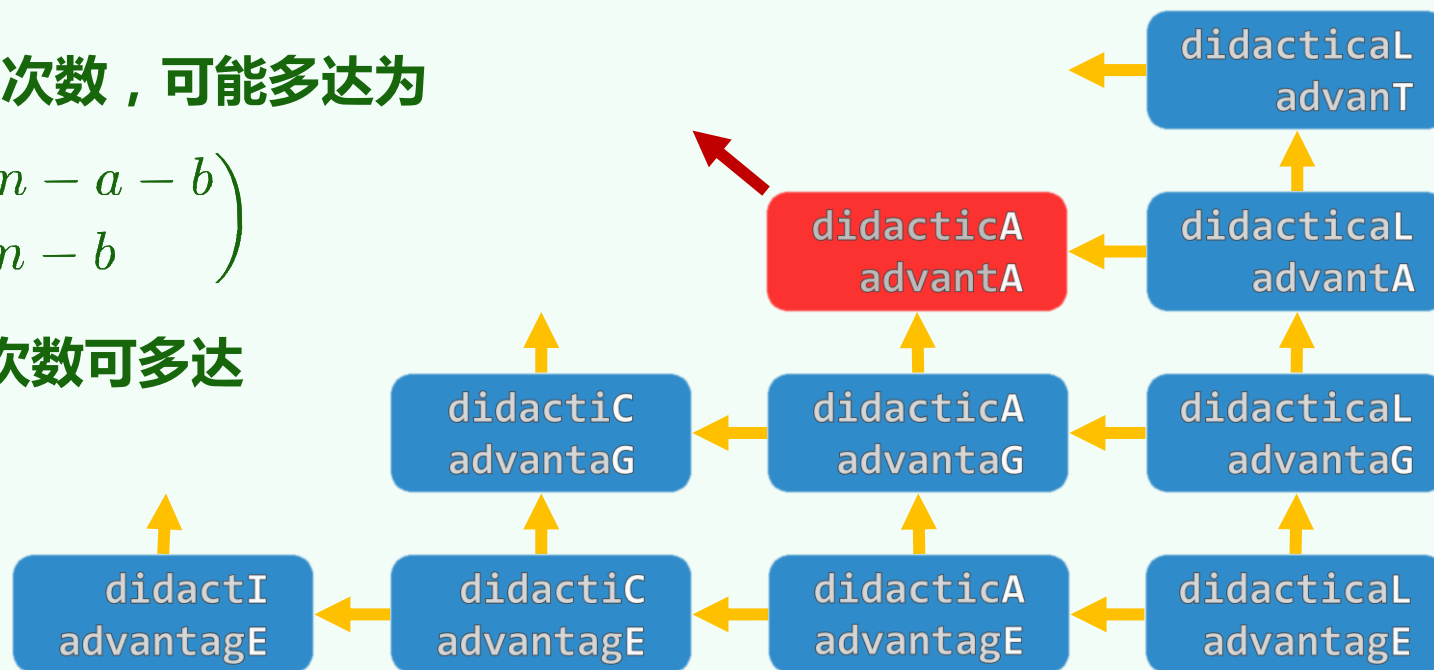 次数，可能多达为
n − a − b
n − b
次数可多达
didacticaL
advanT
didacticA
advantA
didacticaL
advantA
didactiC
advantaG
didacticA
advantaG
didacticaL
advantaG
didactI
advantagE
didactiC
advantagE
didacticA
advantagE
didacticaL
advantagE